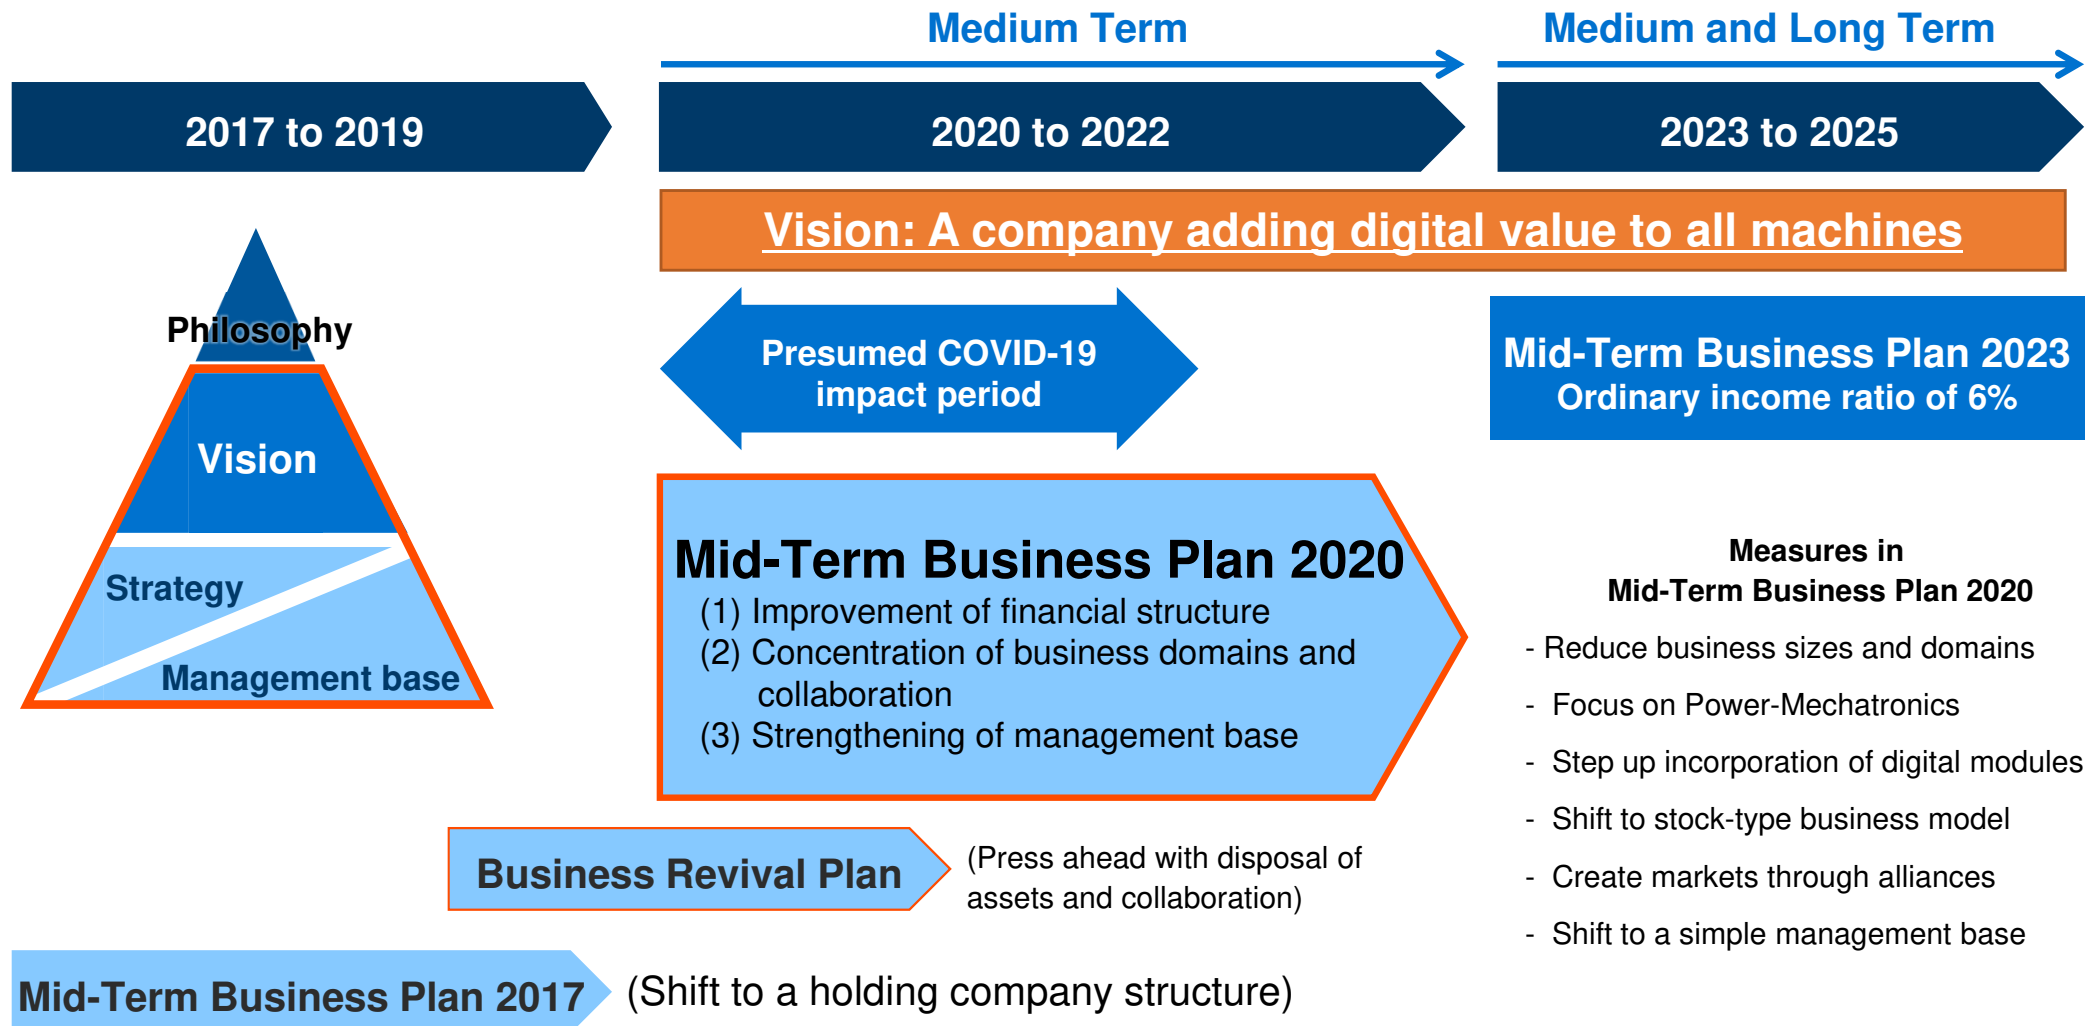 Medium Term
Medium and Long Term
2017 to 2019
2020 to 2022
2023 to 2025
Vision: A company adding digital value to all machines
Philosophy
Vision
Strategy
Management base
Presumed COVID-19
impact period
Mid-Term Business Plan 2023
Ordinary income ratio of 6%
Mid-Term Business Plan 2020
(1) Improvement of financial structure
(2) Concentration of business domains and
collaboration
(3) Strengthening of management base
Measures in
Mid-Term Business Plan 2020
- Reduce business sizes and domains
- Focus on Power-Mechatronics
- Step up incorporation of digital modules
- Shift to stock-type business model
- Create markets through alliances
- Shift to a simple management base
Business Revival Plan
(Press ahead with disposal of
assets and collaboration)
Mid-Term Business Plan 2017
(Shift to a holding company structure)